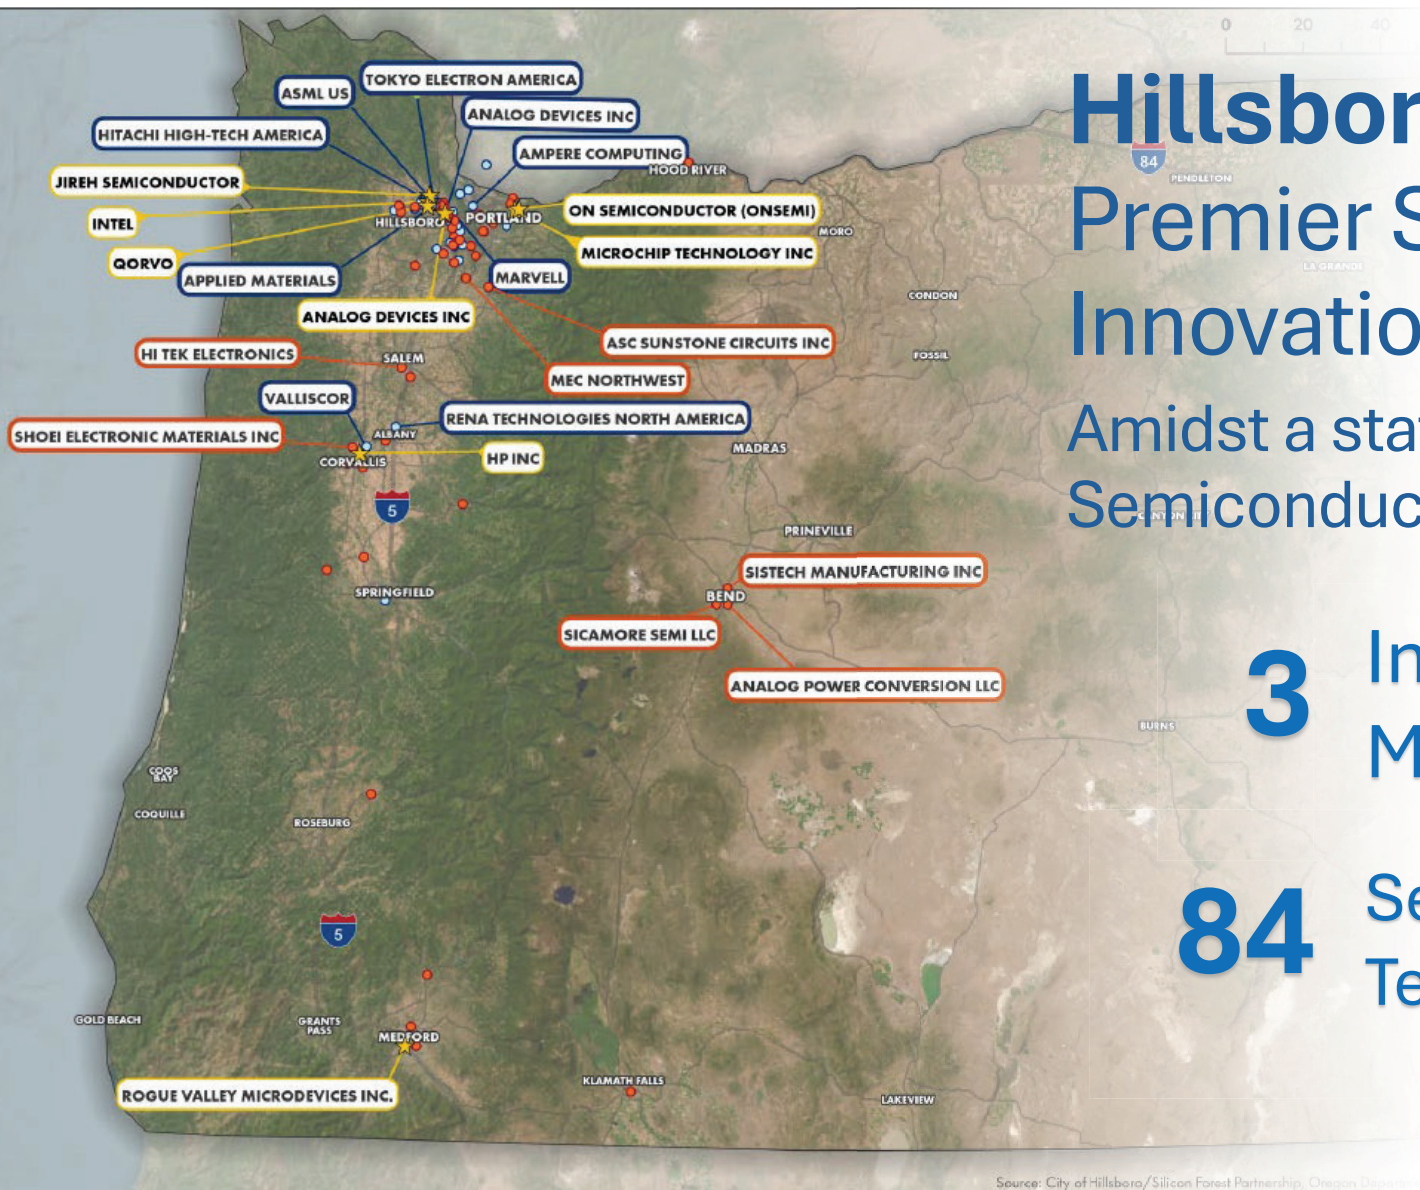 0 20 40
Hillsbor
Premier S
Innovatio
Amidst a stat
Semiconduc
3 In
M
84 Se
Te
TOKYO ELECTRON AMERICA
ASML US
ANALOG DEVICES INC
HITACHI HIGH-TECH AMERICA
AMPERE COMPUTING
HOOD RIVER
84
PENDLETON
JIREH SEMICONDUCTOR
INTEL
HILLSBORO
PORTLAND
ON SEMICONDUCTOR (ONSEMI)
MORO
QORVO
MICROCHIP TECHNOLOGY INC
LA GRANDE
APPLIED MATERIALS
MARVELL
CONDON
ANALOG DEVICES INC
ASC SUNSTONE CIRCUITS INC
HI TEK ELECTRONICS
SALEM
FOSSIL
MEC NORTHWEST
VALLISCOR
RENA TECHNOLOGIES NORTH AMERICA
SHOEI ELECTRONIC MATERIALS INC
ALBANY
MADRAS
CORVALLIS
HP INC
5
CANYON CITY
PRINEVILLE
SISTECH MANUFACTURING INC
SPRINGFIELD
BEND
SICAMORE SEMI LLC
ANALOG POWER CONVERSION LLC
BURNS
COOS
BAY
COQUILLE
ROSEBURG
5
GOLD BEACH
GRANTS
PASS
MEDFORD
KLAMATH FALLS
ROGUE VALLEY MICRODEVICES INC.
LAKEVIEW
Source: City of Hillsboro/Silicon Forest Partnership, Oregon